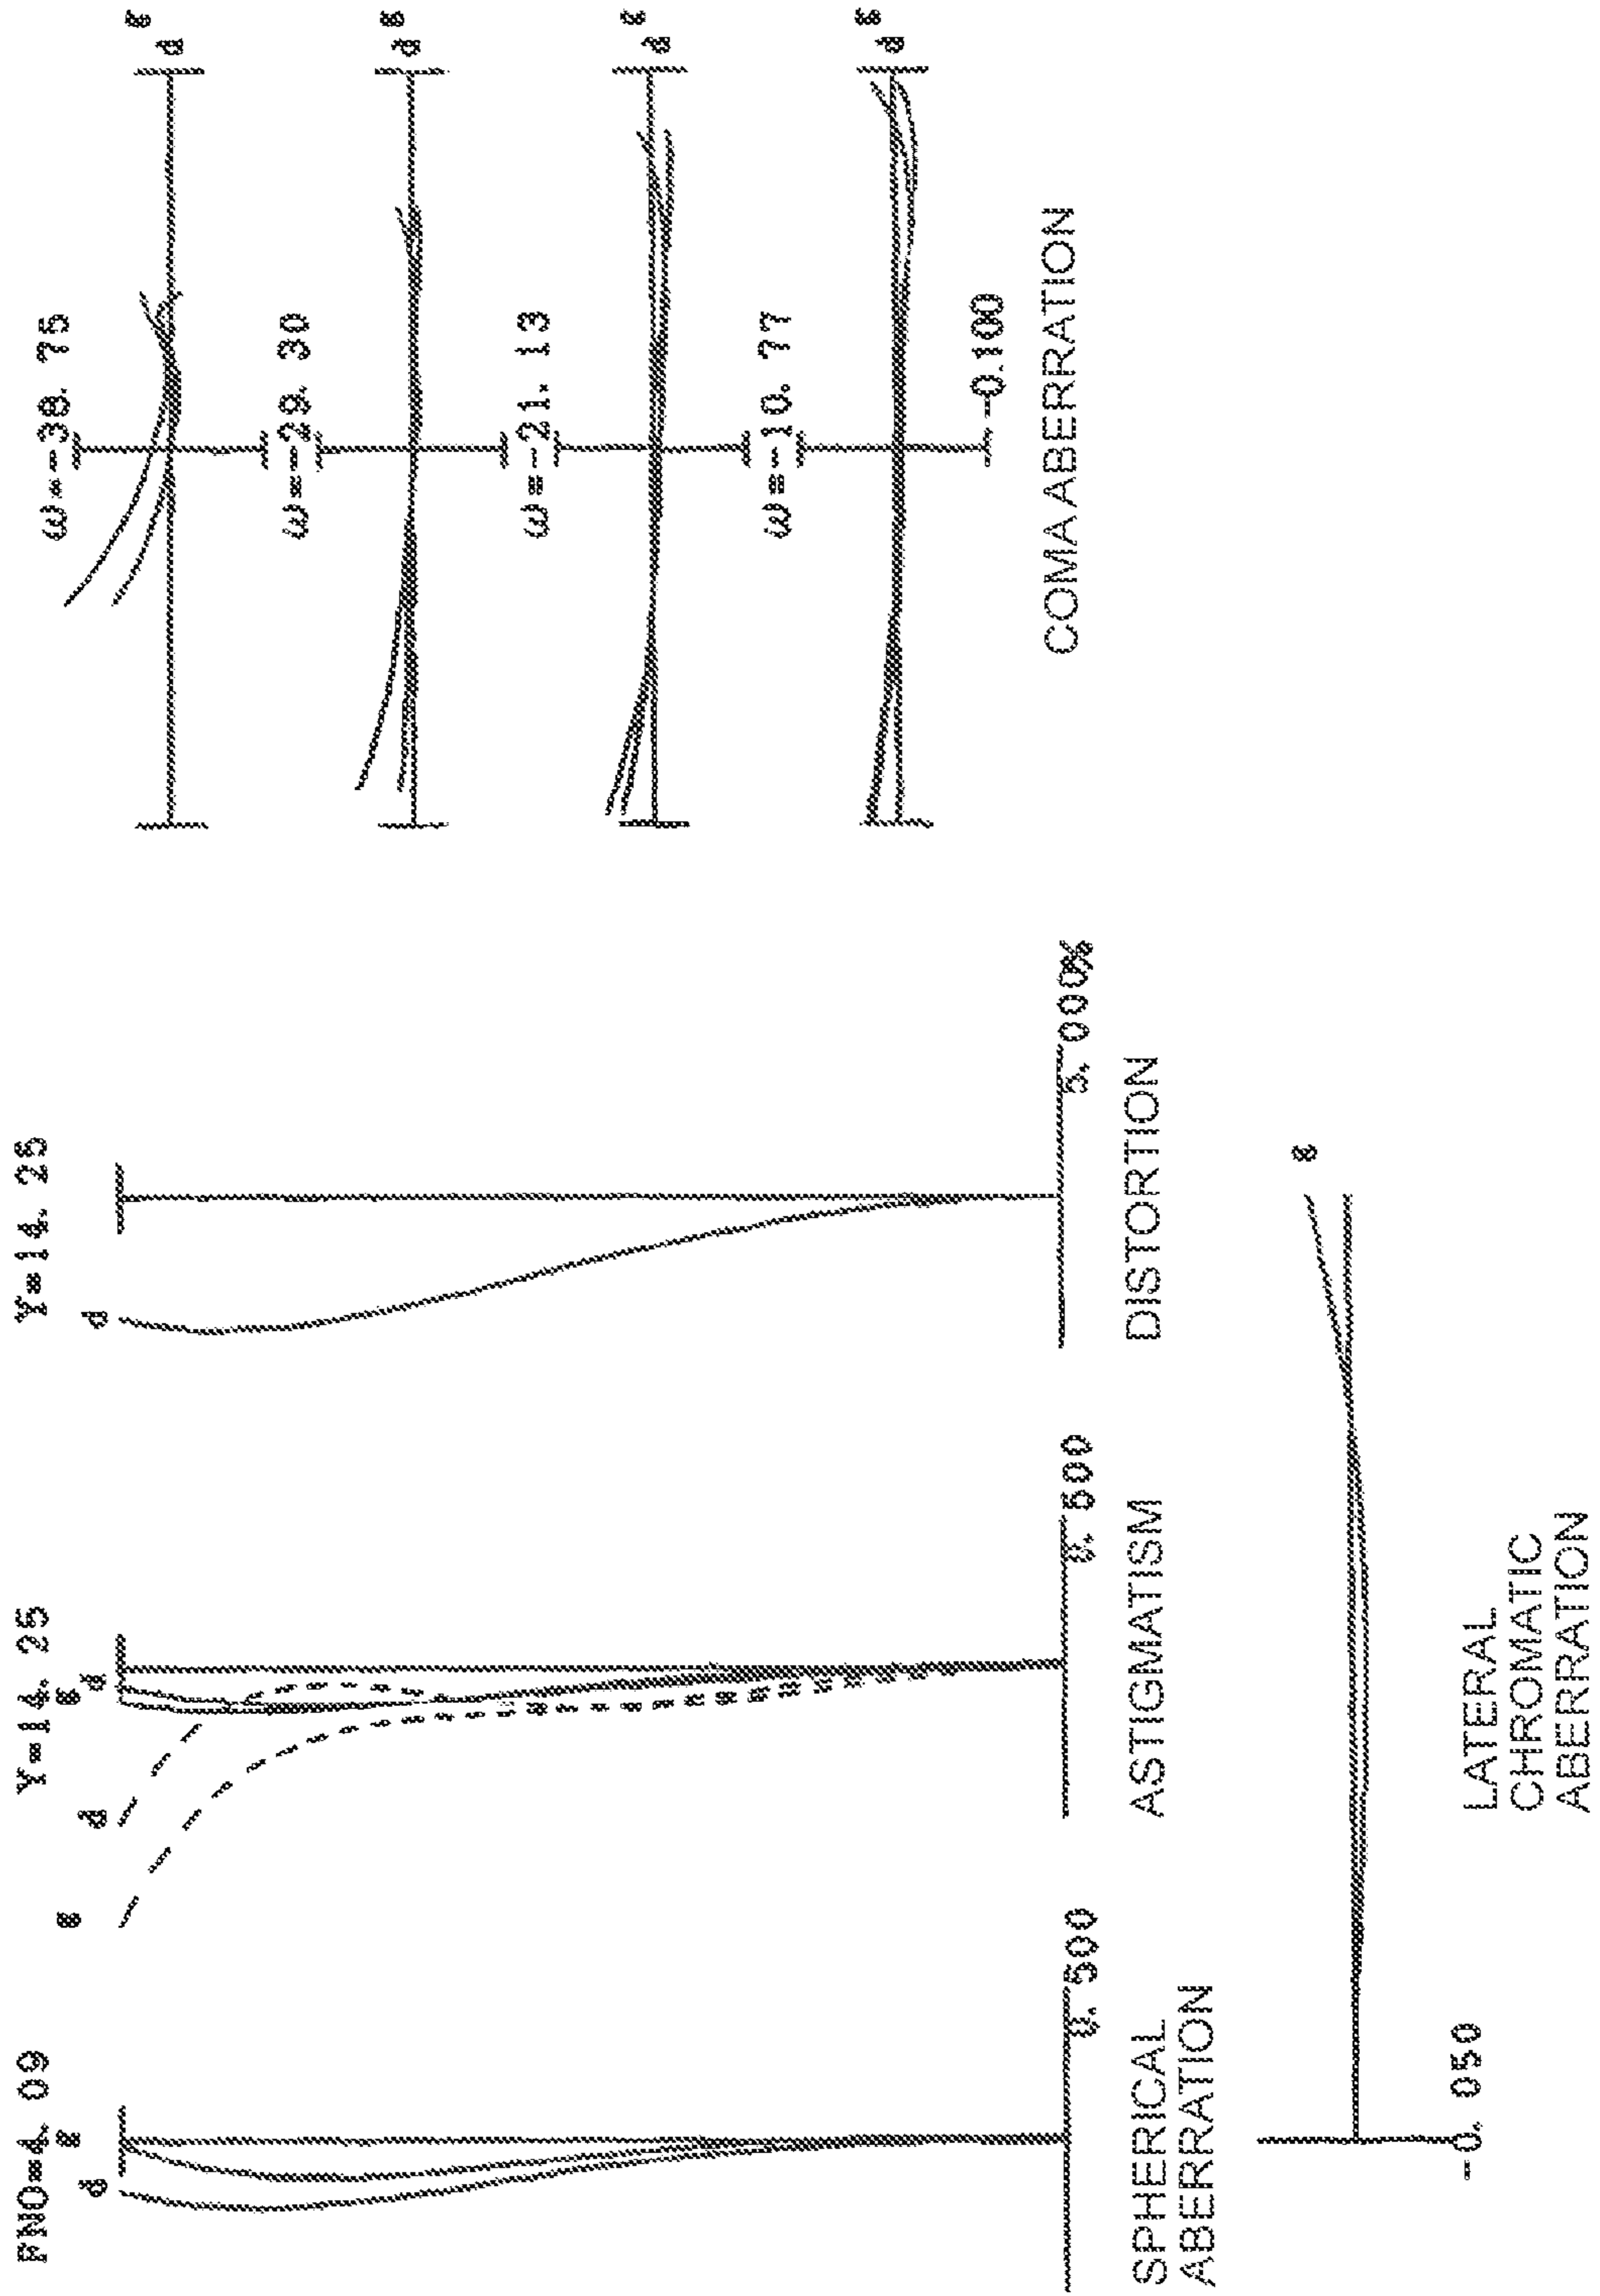 FNO=4. 09
g
d
0. 500
SPHERICAL
ABERRATION
Y=14. 25
g
d
g
d
0. 500
ASTIGMATISM
Y=14. 25
d
5. 000%
DISTORTION
g
-0. 050
LATERAL
CHROMATIC
ABERRATION
ω=-38. 75
g
d
ω=-29. 30
g
d
ω=-21. 13
g
d
ω=-10. 77
g
d
-0.100
COMA ABERRATION